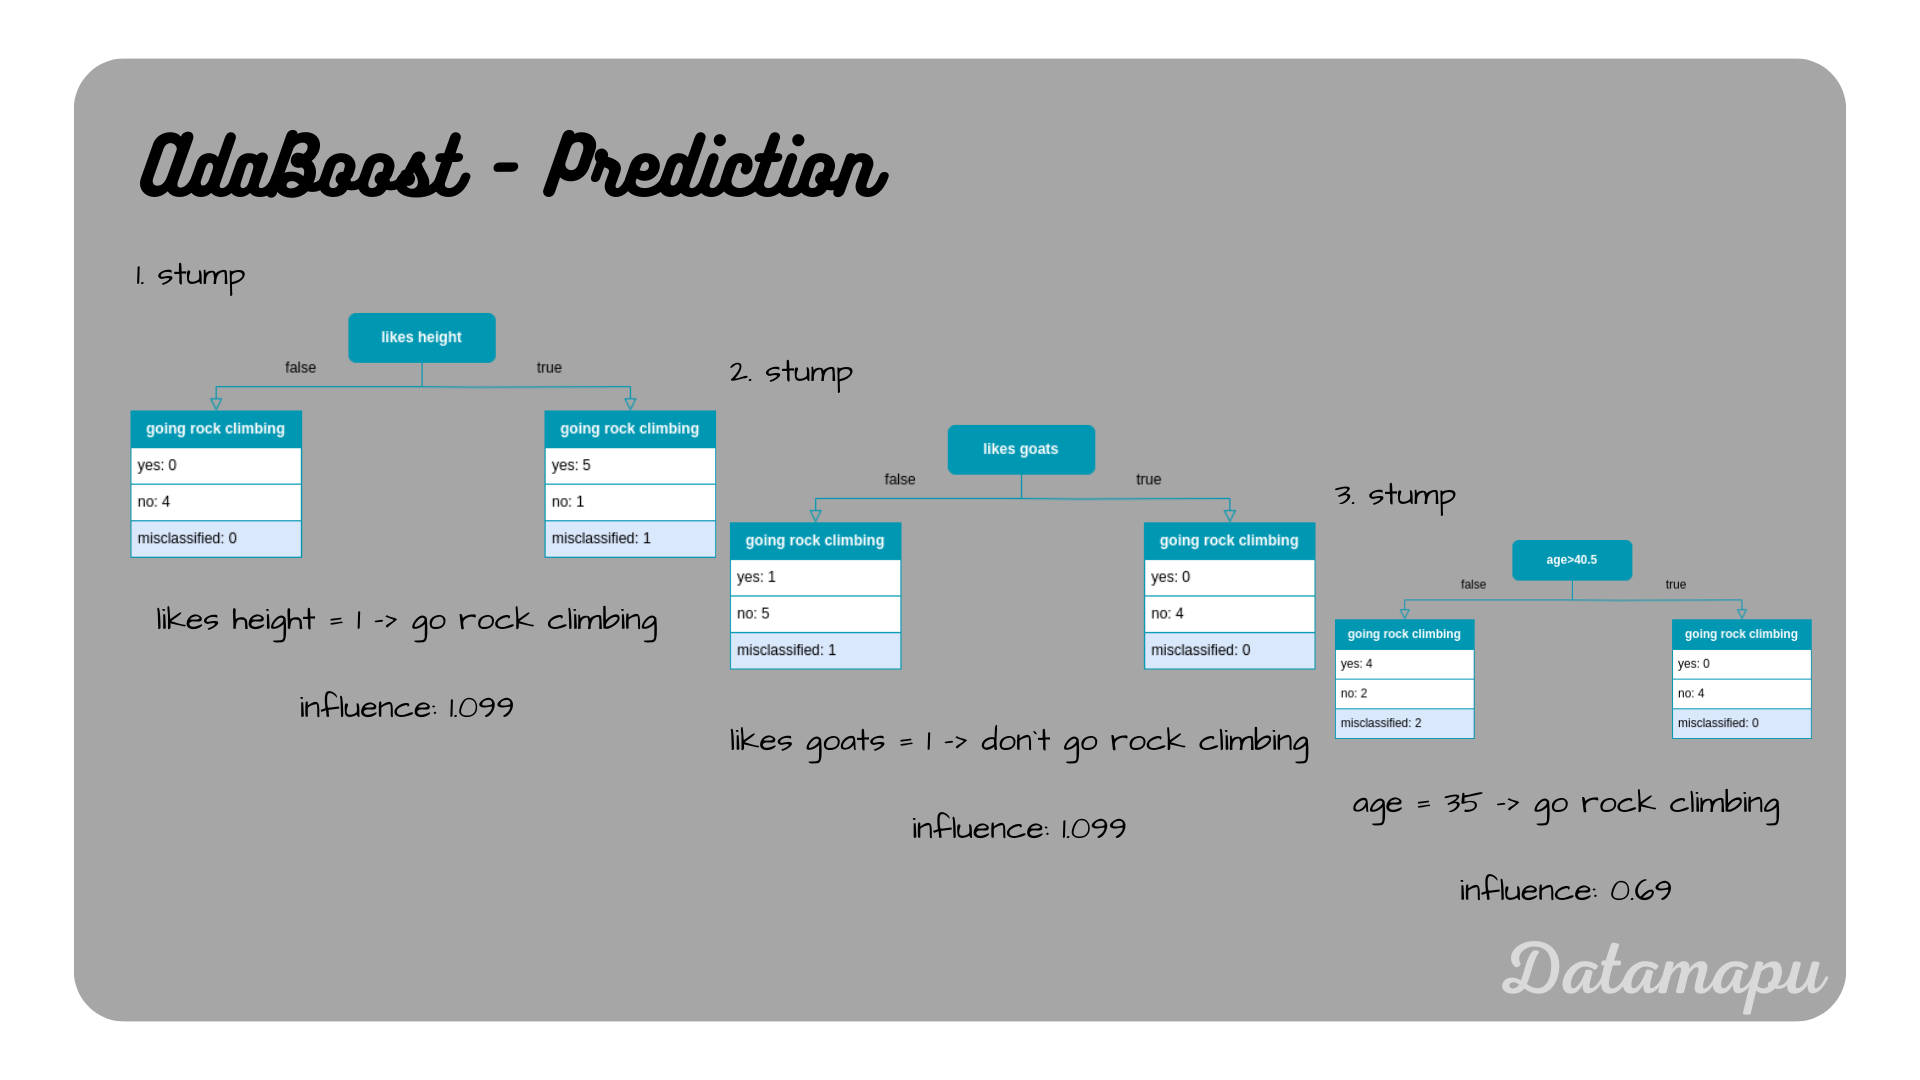 AdaBoost - Prediction
1. stump
likes height
false
true
going rock climbing
yes: 0
no: 4
misclassified: 0
going rock climbing
yes: 5
no: 1
misclassified: 1
likes height = 1 -> go rock climbing
influence: 1.099
2. stump
likes goats
false
true
going rock climbing
yes: 1
no: 5
misclassified: 1
going rock climbing
yes: 0
no: 4
misclassified: 0
likes goats = 1 -> don't go rock climbing
influence: 1.099
3. stump
age>40.5
false
true
going rock climbing
yes: 4
no: 2
misclassified: 2
going rock climbing
yes: 0
no: 4
misclassified: 0
age = 35 -> go rock climbing
influence: 0.69
Datamapu